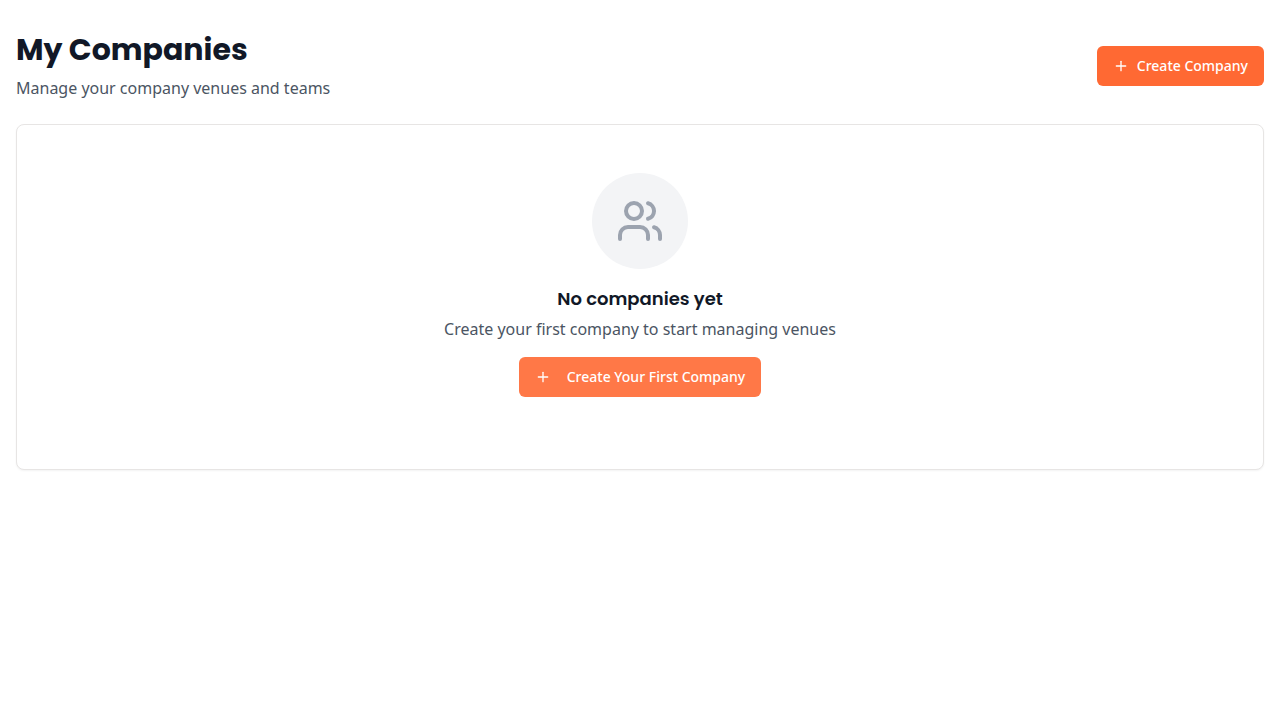 My Companies
Manage your company venues and teams
Create Company
No companies yet
Create your first company to start managing venues
Create Your First Company